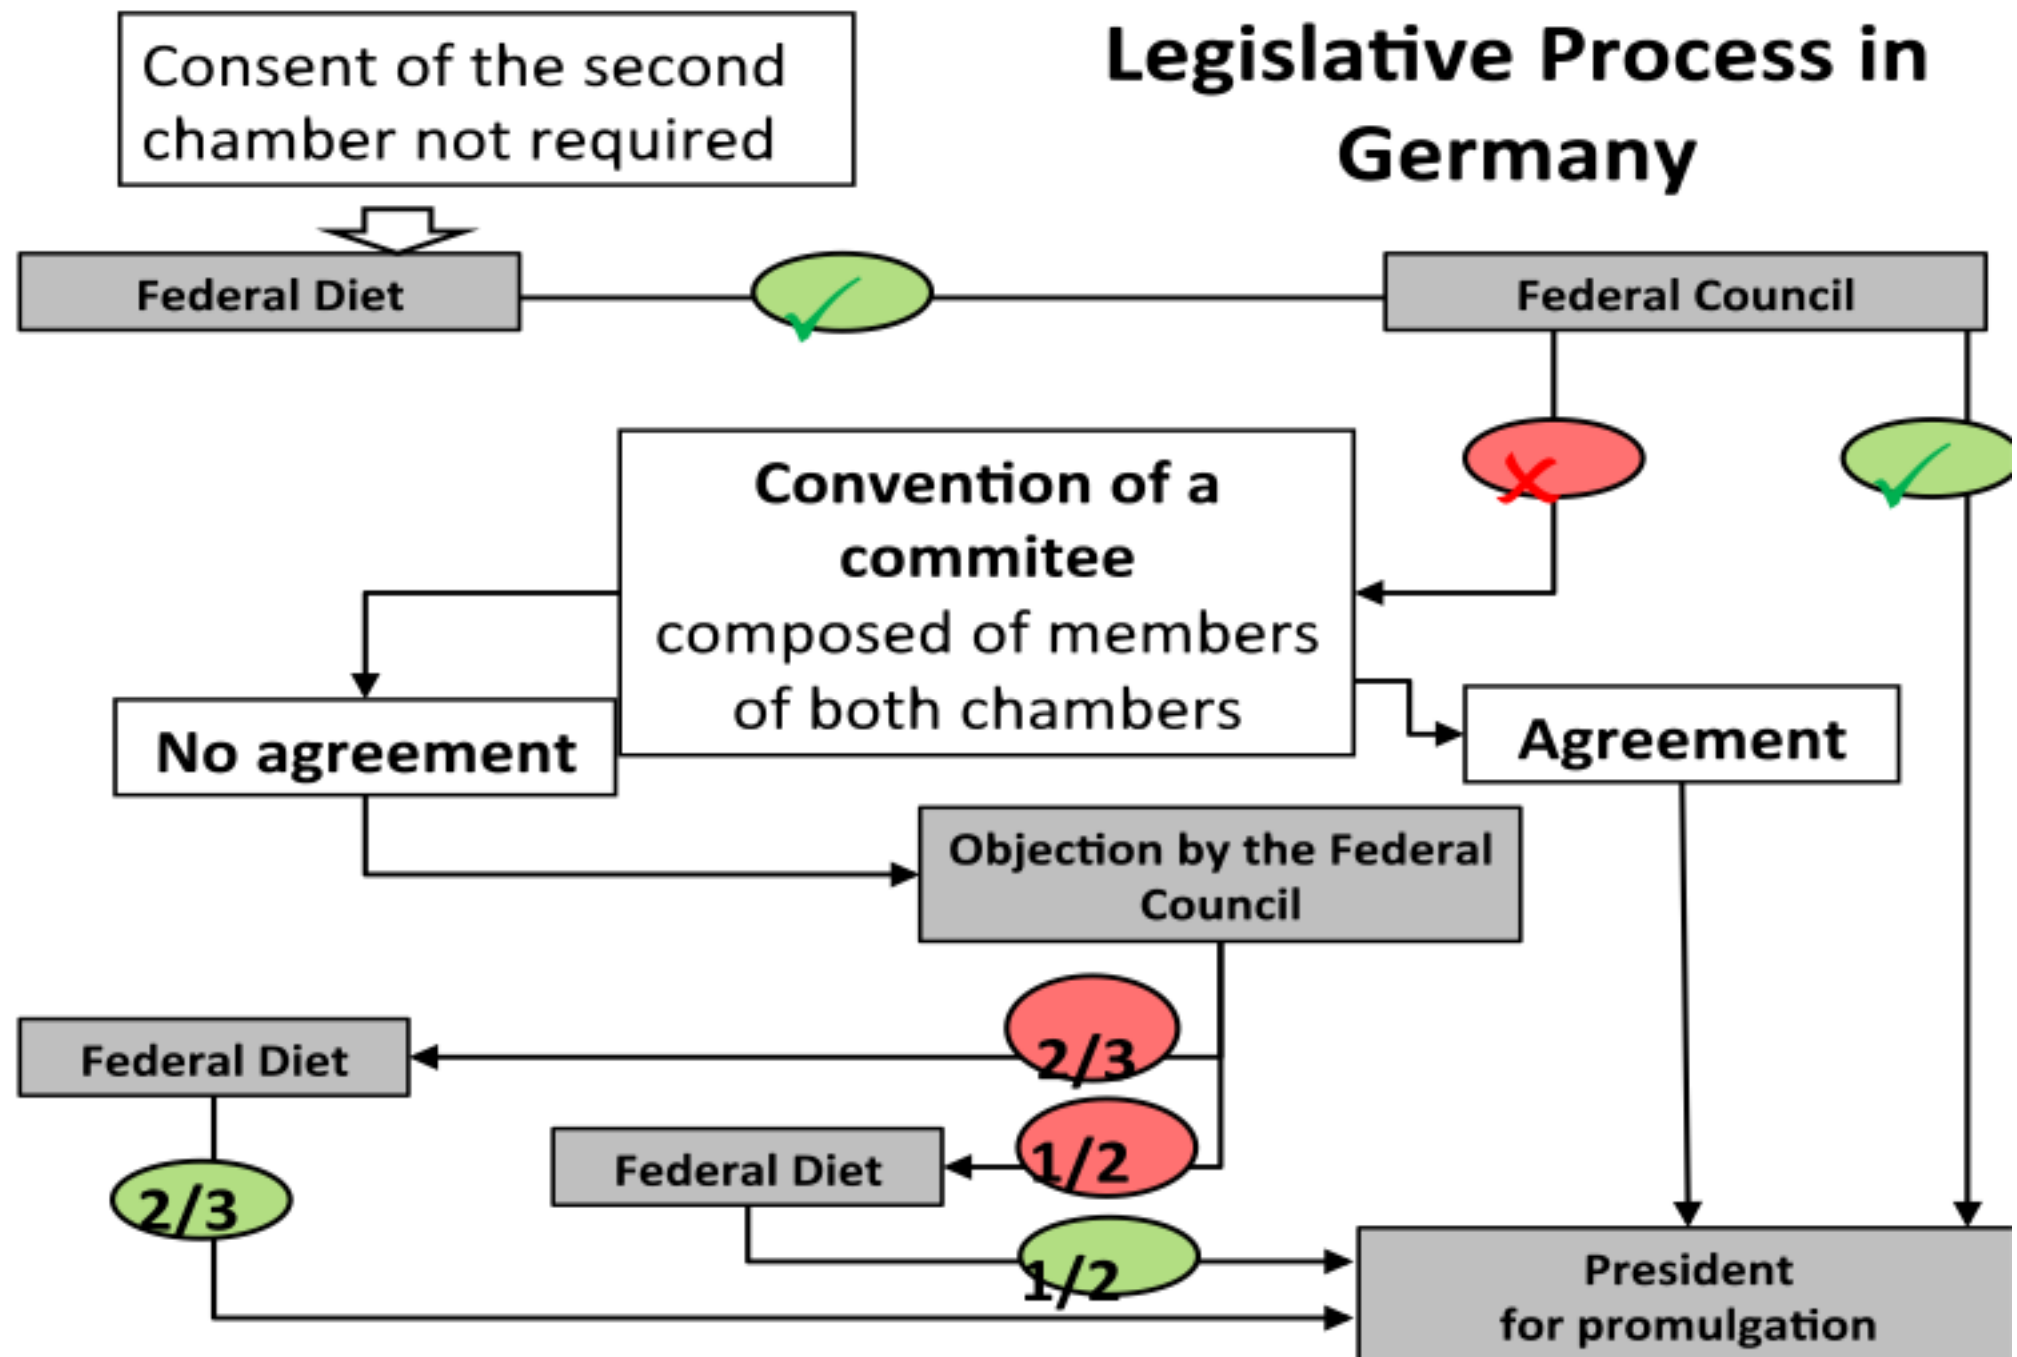 Consent of the second
chamber not required
Legislative Process in
Germany
Federal Diet
Federal Council
Convention of a
commitee
composed of members
of both chambers
No agreement
Agreement
Objection by the Federal
Council
2/3
Federal Diet
1/2
Federal Diet
2/3
1/2
President
for promulgation